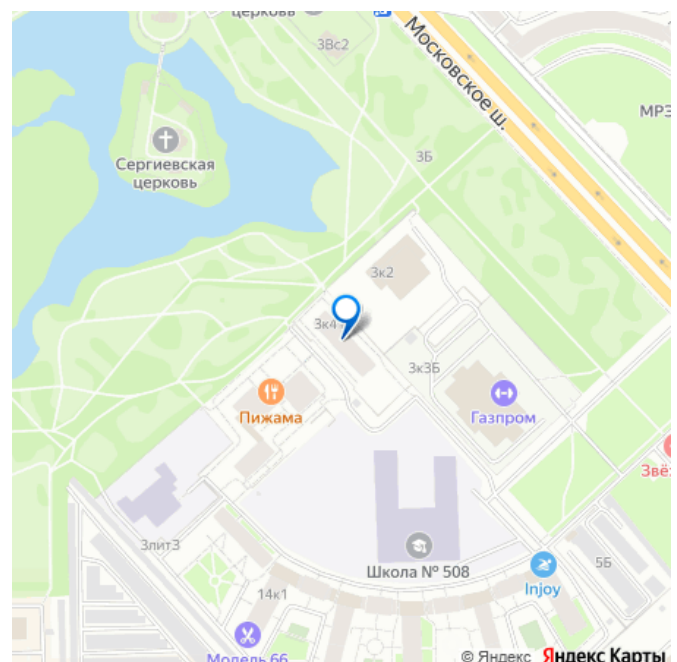 церковь
3Вс2
Московское ш.
МРЭ
3Б
Сергиевская
церковь
3к2
3к4
3к3Б
Пижама
Газпром
Звё
3лит3
Школа № 508
5Б
14к1
Injoy
Модель 66
© Яндекс Яндекс Карты